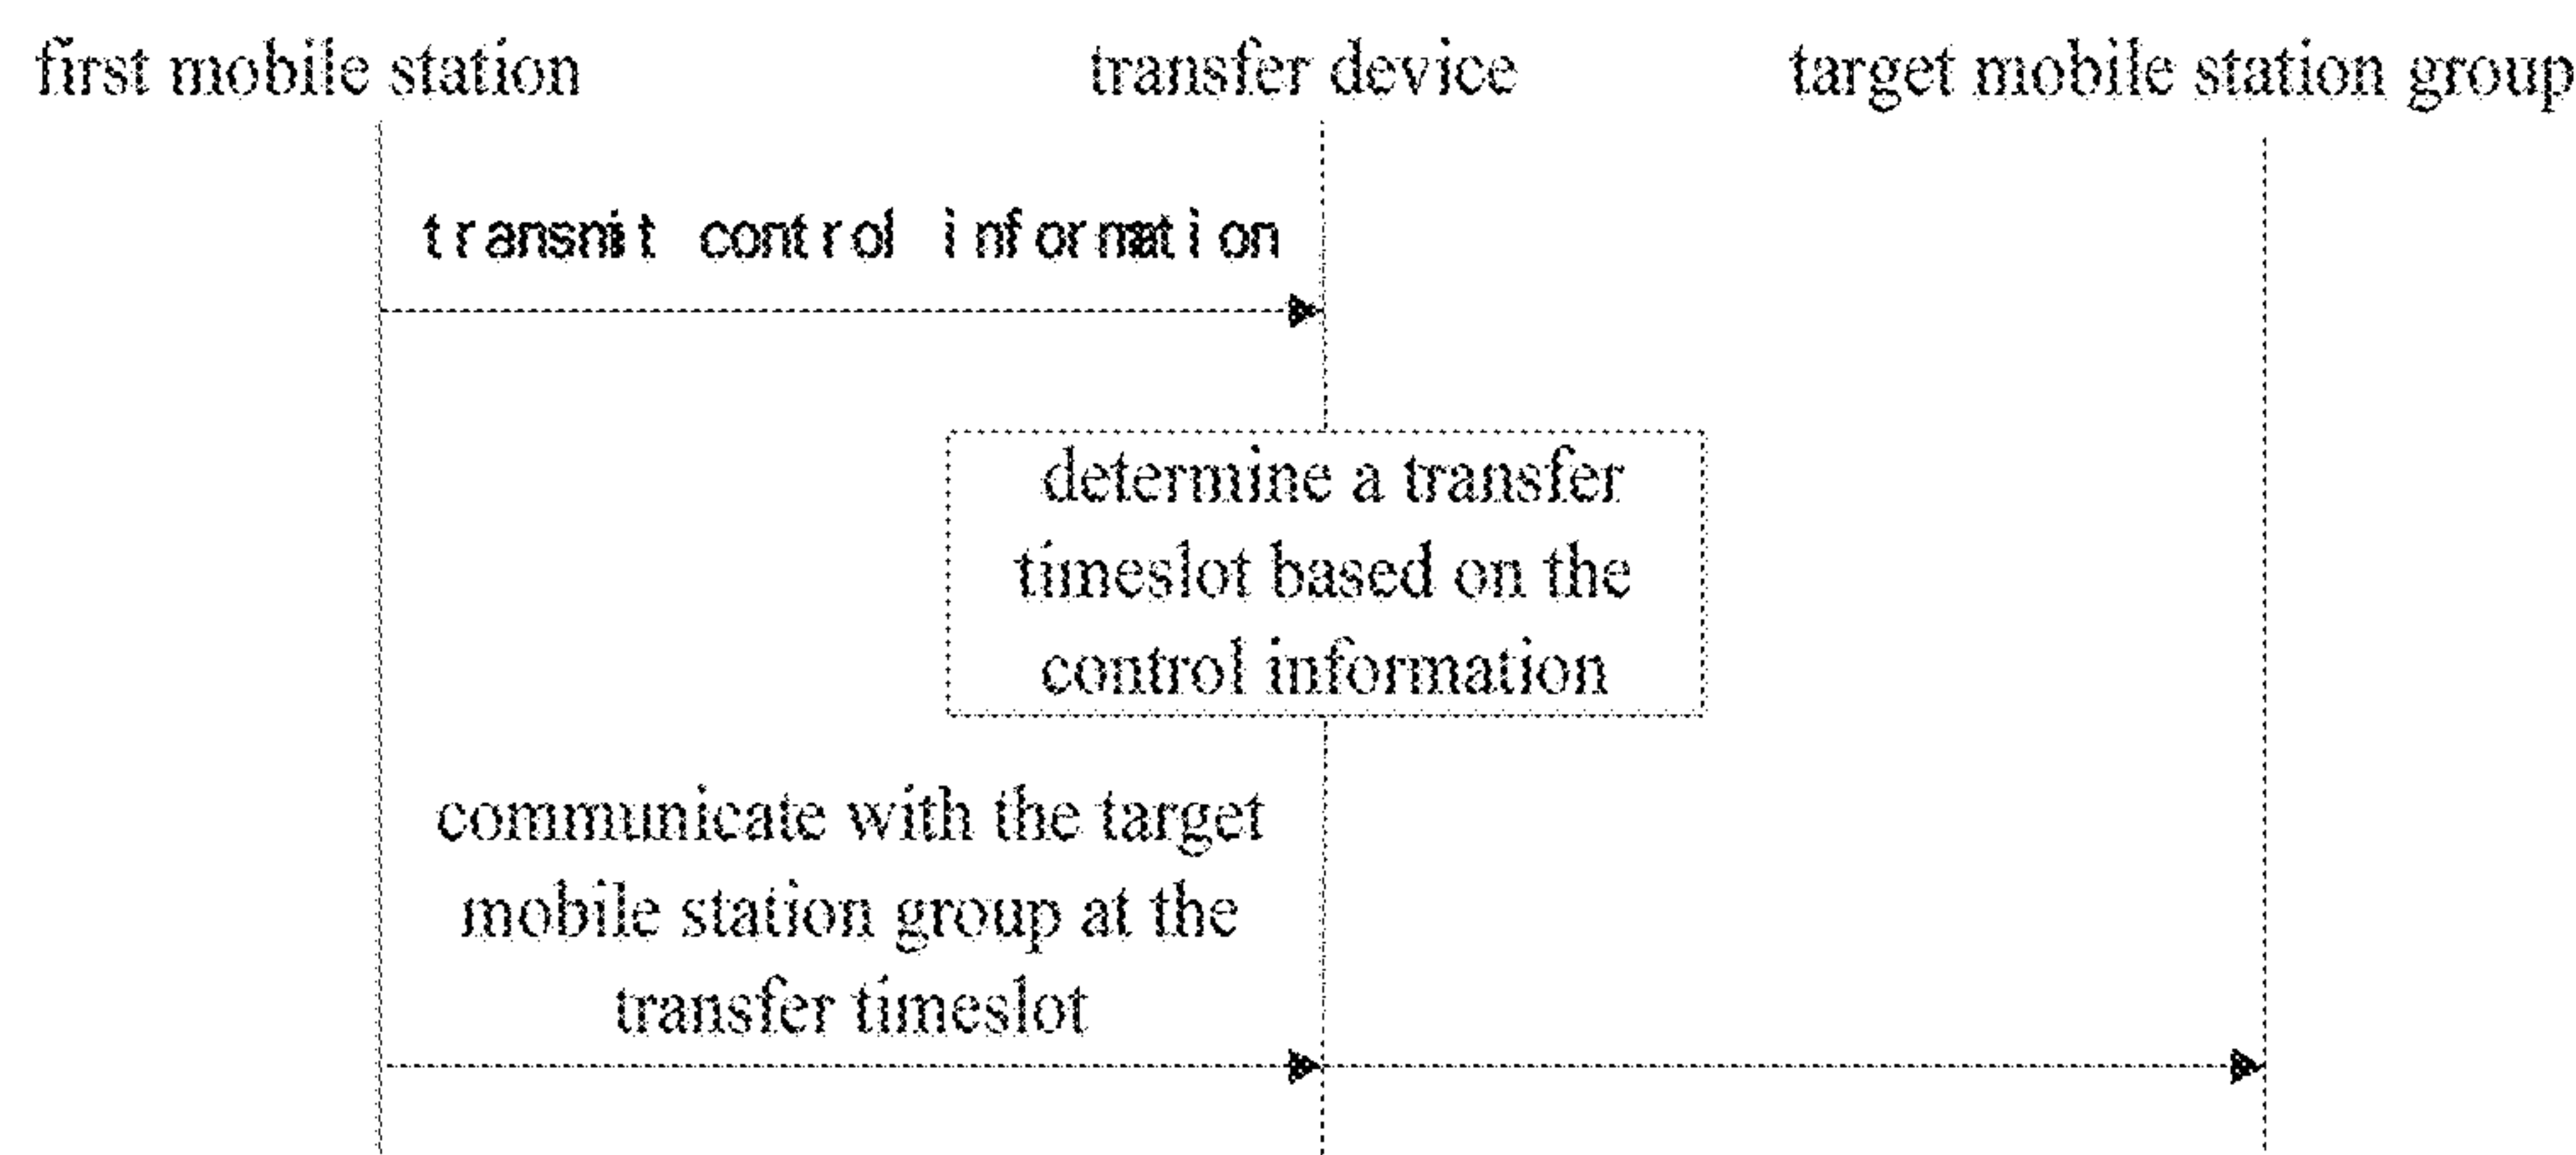 first mobile station
transfer device
target mobile station group
transmit control information
determine a transfer
timeslot based on the
control information
communicate with the target
mobile station group at the
transfer timeslot